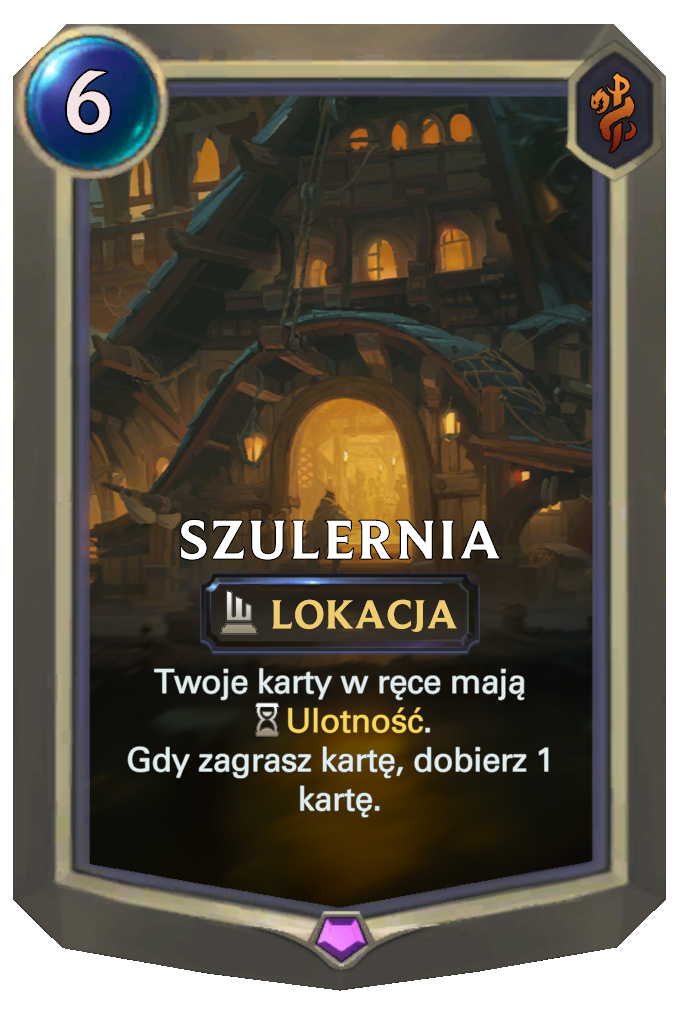 6
SZULERNIA
LOKACJA
Twoje karty w ręce mają
Ulotność.
Gdy zagrasz kartę, dobierz 1
kartę.